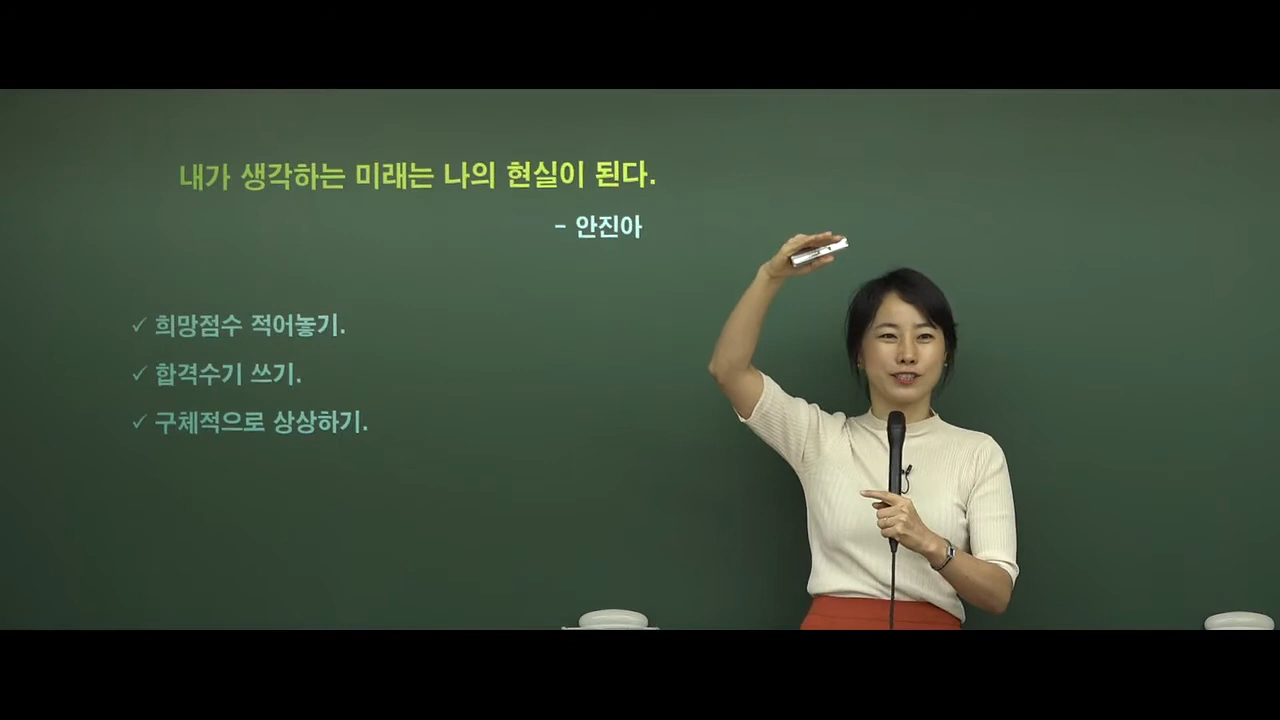 내가 생각하는 미래는 나의 현실이 된다.
- 안진아
✓ 희망점수 적어놓기.
✓ 합격수기 쓰기.
✓ 구체적으로 상상하기.